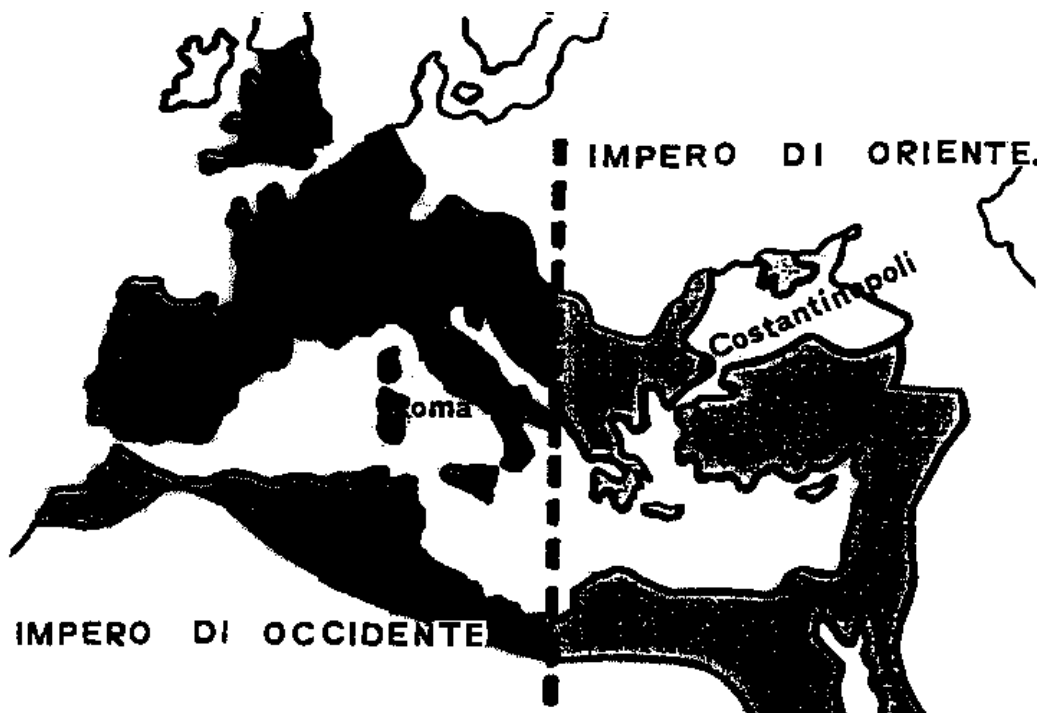 IMPERO DI ORIENTE.
Costantinopoli
Roma
IMPERO DI OCCIDENTE